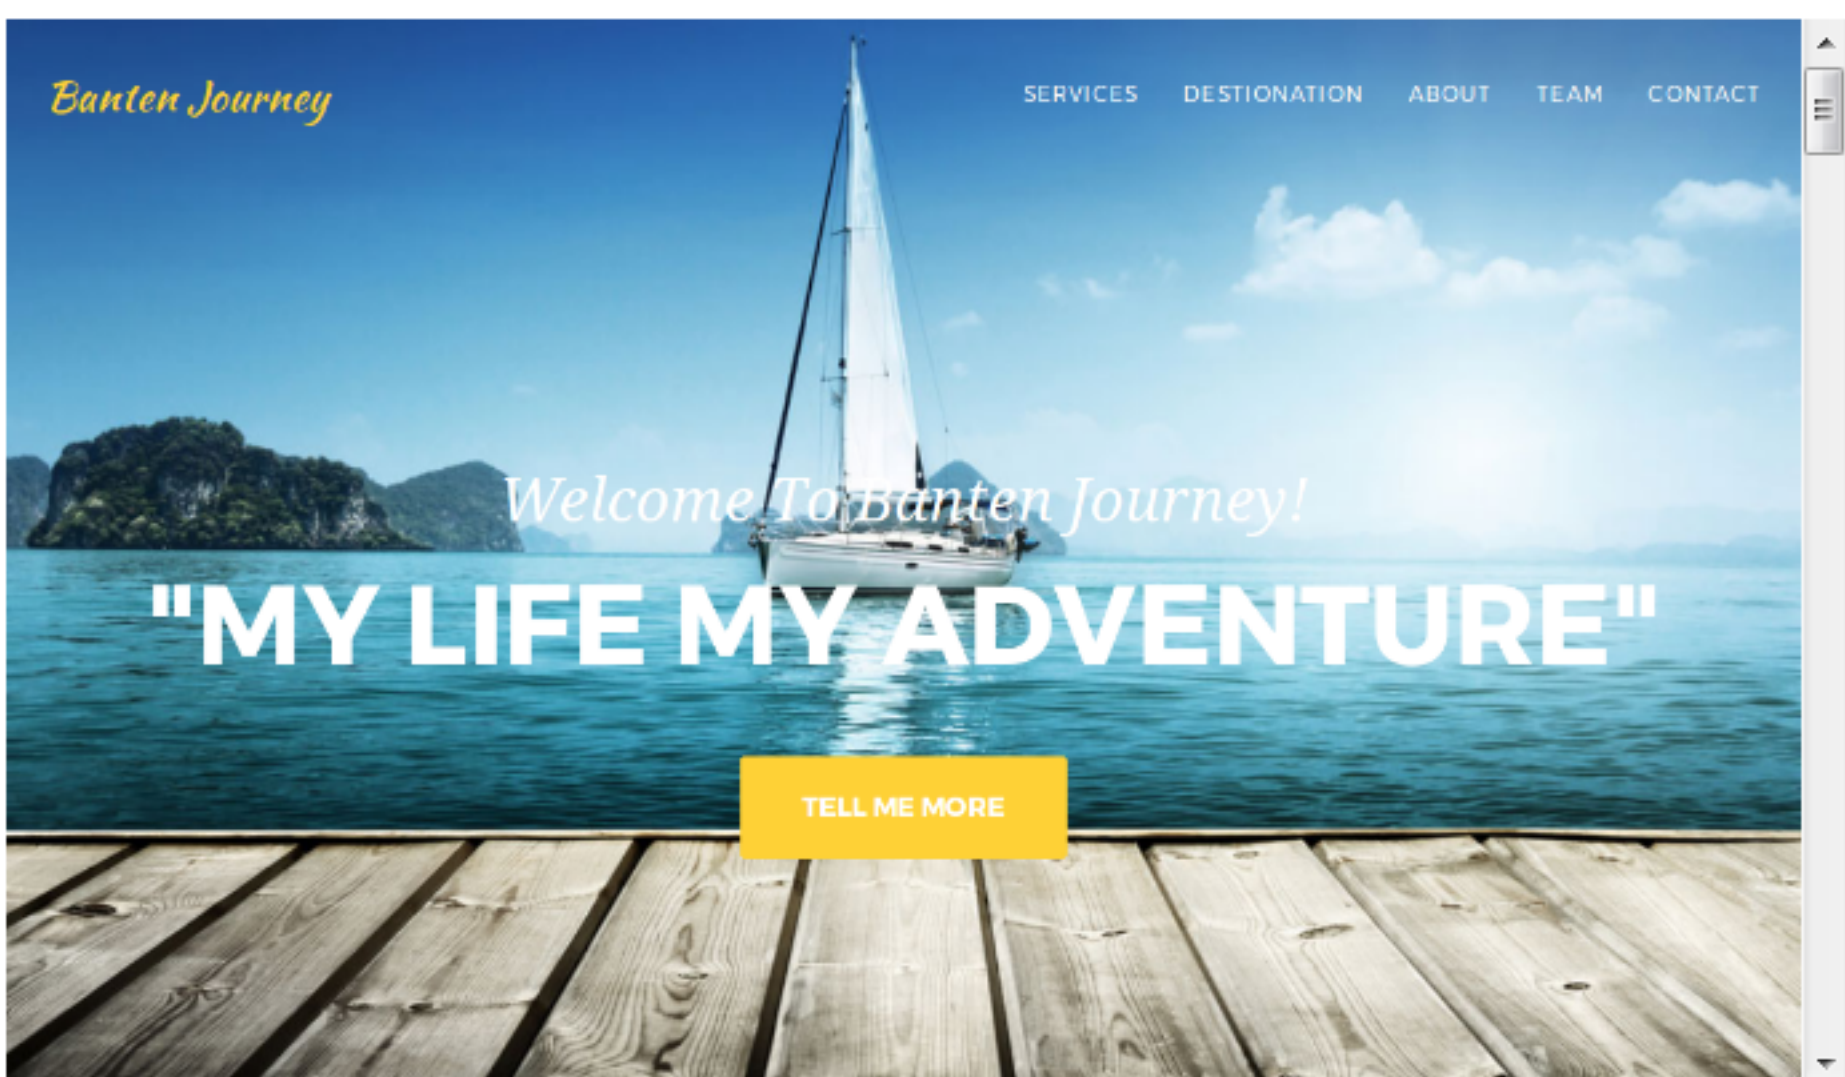 Banten Journey
SERVICES DESTIONATION ABOUT TEAM CONTACT
Welcome To Banten Journey!
"MY LIFE MY ADVENTURE"
TELL ME MORE